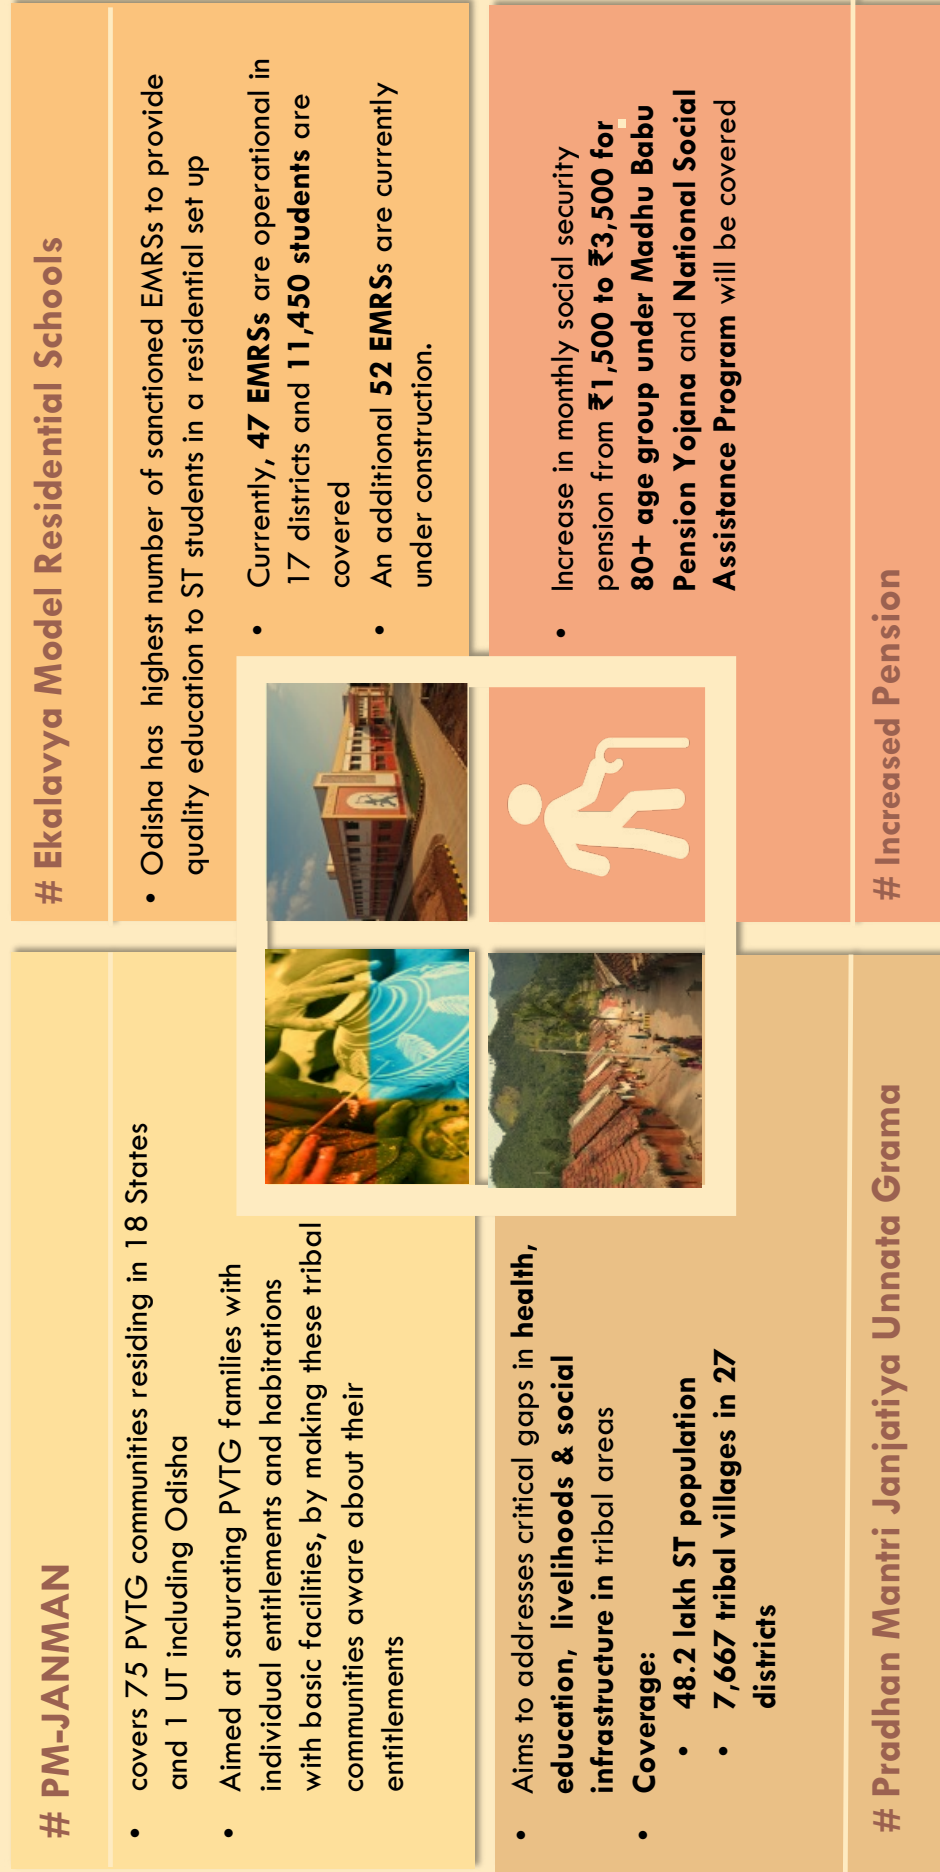 # PM-JANMAN
• covers 75 PVTG communities residing in 18 States
and 1 UT including Odisha
• Aimed at saturating PVTG families with
individual entitlements and habitations
with basic facilities, by making these tribal
communities aware about their
entitlements
# Ekalavya Model Residential Schools
• Odisha has highest number of sanctioned EMRSs to provide
quality education to ST students in a residential set up
• Currently, 47 EMRSs are operational in
17 districts and 11,450 students are
covered
• An additional 52 EMRSs are currently
under construction.
• Aims to addresses critical gaps in health,
education, livelihoods & social
infrastructure in tribal areas
• Coverage:
• 48.2 lakh ST population
• 7,667 tribal villages in 27
districts
# Pradhan Mantri Janjatiya Unnata Grama
• Increase in monthly social security
pension from ₹1,500 to ₹3,500 for
80+ age group under Madhu Babu
Pension Yojana and National Social
Assistance Program will be covered
# Increased Pension